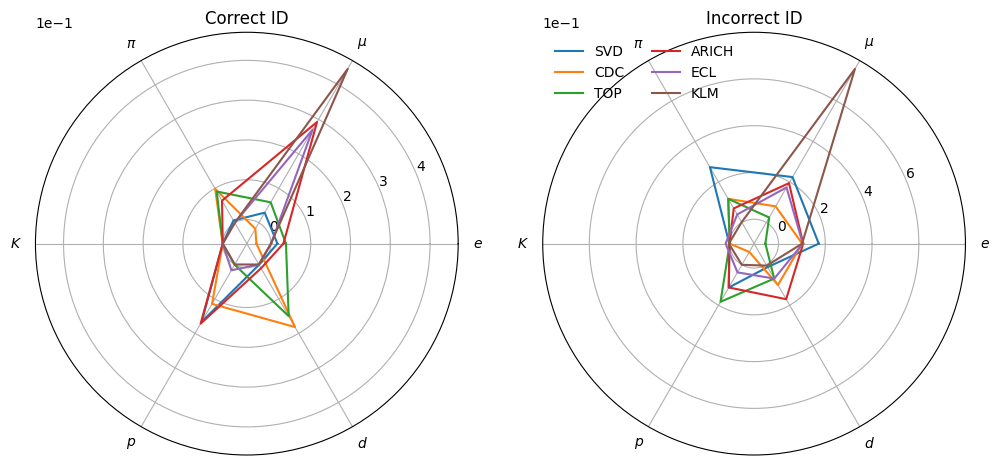 Correct ID
1e−1
π
μ
4
3
2
1
0
K
e
p
d
Incorrect ID
1e−1
π
μ
SVD
CDC
TOP
ARICH
ECL
KLM
6
4
2
0
K
e
p
d